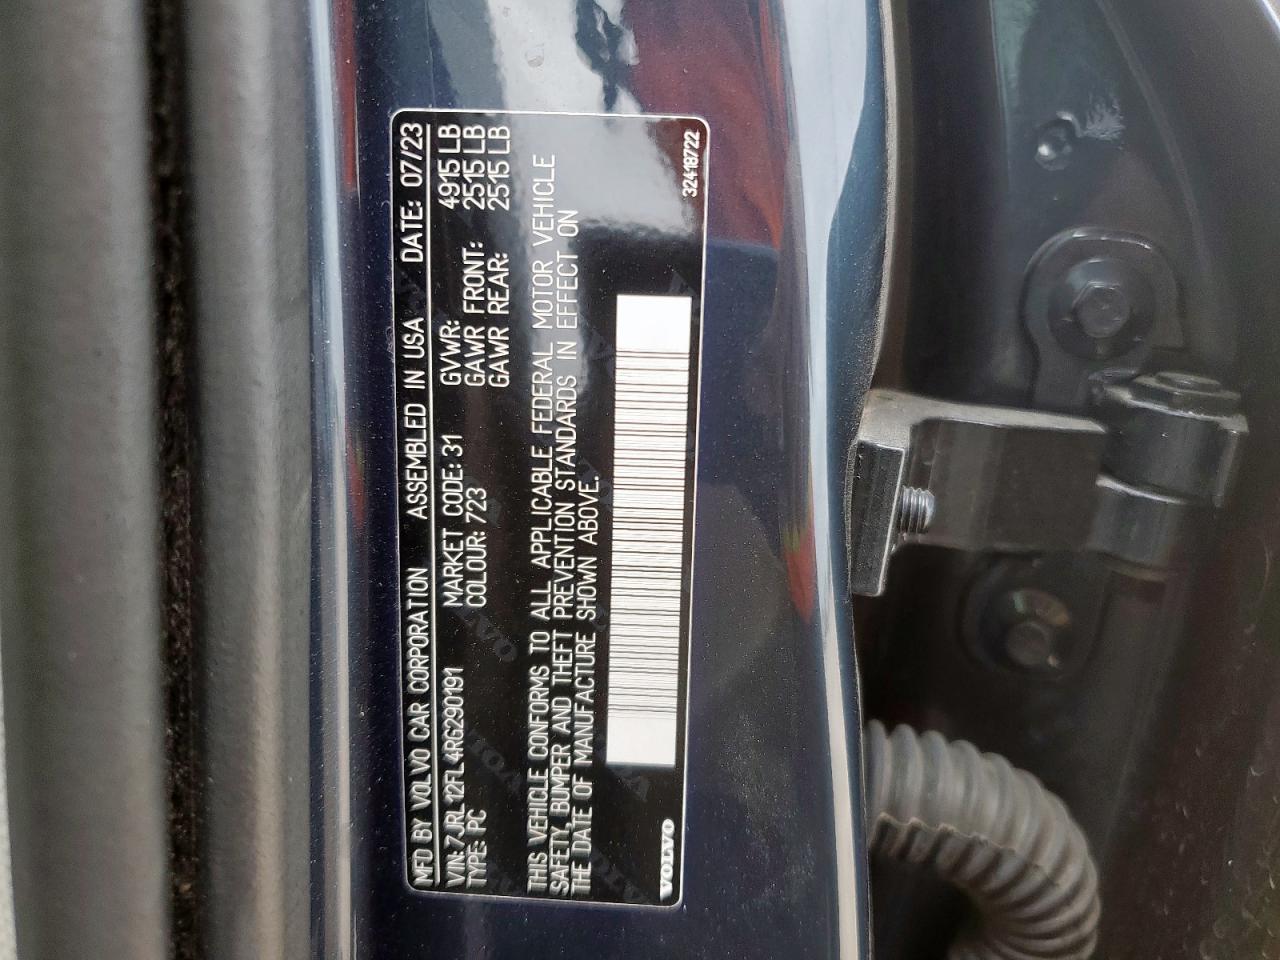 MFD BY VOLVO CAR CORPORATION ASSEMBLED IN USA DATE: 07/23
VIN: 7JRL12FL4RG290191 MARKET CODE: 31 GVWR: 4915 LB
TYPE: PC COLOUR: 723 GAWR FRONT: 2515 LB
GAWR REAR: 2515 LB
THIS VEHICLE CONFORMS TO ALL APPLICABLE FEDERAL MOTOR VEHICLE
SAFETY, BUMPER AND THEFT PREVENTION STANDARDS IN EFFECT ON
THE DATE OF MANUFACTURE SHOWN ABOVE.
VOLVO 32418722